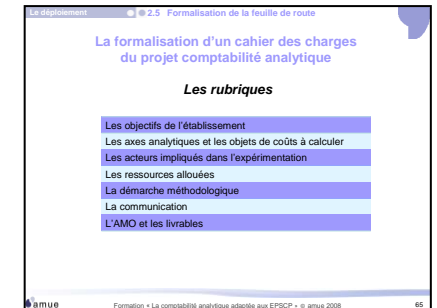 Le déploiement 2.5 Formalisation de la feuille de route
La formalisation d'un cahier des charges
du projet comptabilité analytique
Les rubriques
Les objectifs de l'établissement
Les axes analytiques et les objets de coûts à calculer
Les acteurs impliqués dans l'expérimentation
Les ressources allouées
La démarche méthodologique
La communication
L'AMO et les livrables
amue Formation « La comptabilité analytique adaptée aux EPSCP » © amue 2008 65